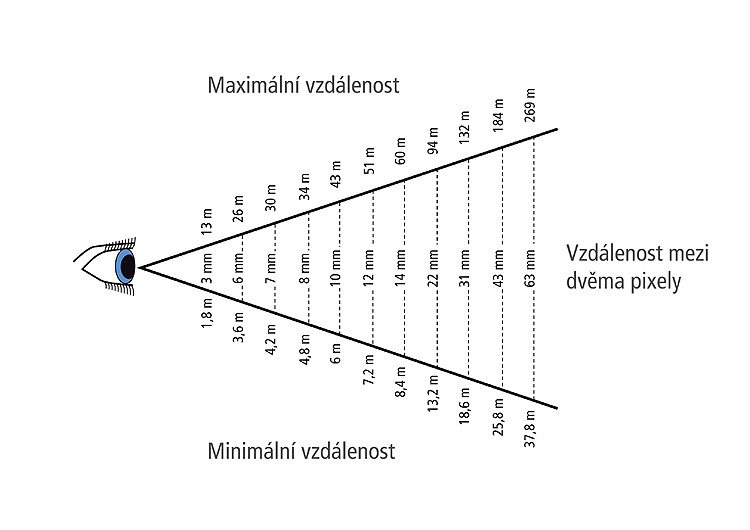 Maximální vzdálenost
13 m
26 m
30 m
34 m
43 m
51 m
60 m
94 m
132 m
184 m
269 m
3 mm
6 mm
7 mm
8 mm
10 mm
12 mm
14 mm
22 mm
31 mm
43 mm
63 mm
Vzdálenost mezi
dvěma pixely
1,8 m
3,6 m
4,2 m
4,8 m
6 m
7,2 m
8,4 m
13,2 m
18,6 m
25,8 m
37,8 m
Minimální vzdálenost